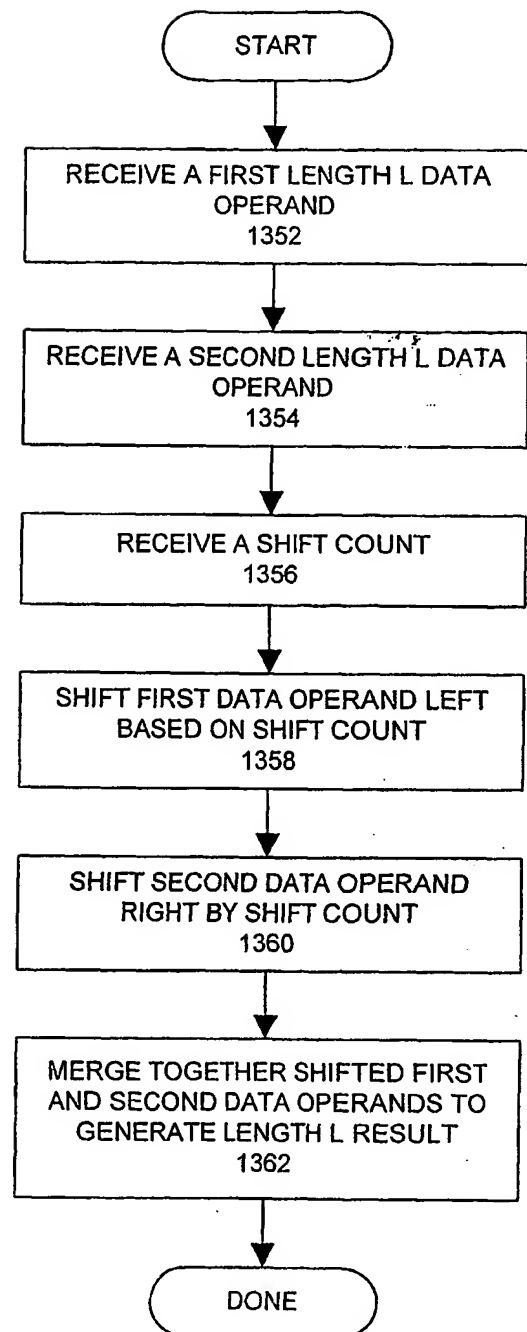 START
RECEIVE A FIRST LENGTH L DATA
OPERAND
1352
RECEIVE A SECOND LENGTH L DATA
OPERAND
1354
RECEIVE A SHIFT COUNT
1356
SHIFT FIRST DATA OPERAND LEFT
BASED ON SHIFT COUNT
1358
SHIFT SECOND DATA OPERAND
RIGHT BY SHIFT COUNT
1360
MERGE TOGETHER SHIFTED FIRST
AND SECOND DATA OPERANDS TO
GENERATE LENGTH L RESULT
1362
DONE